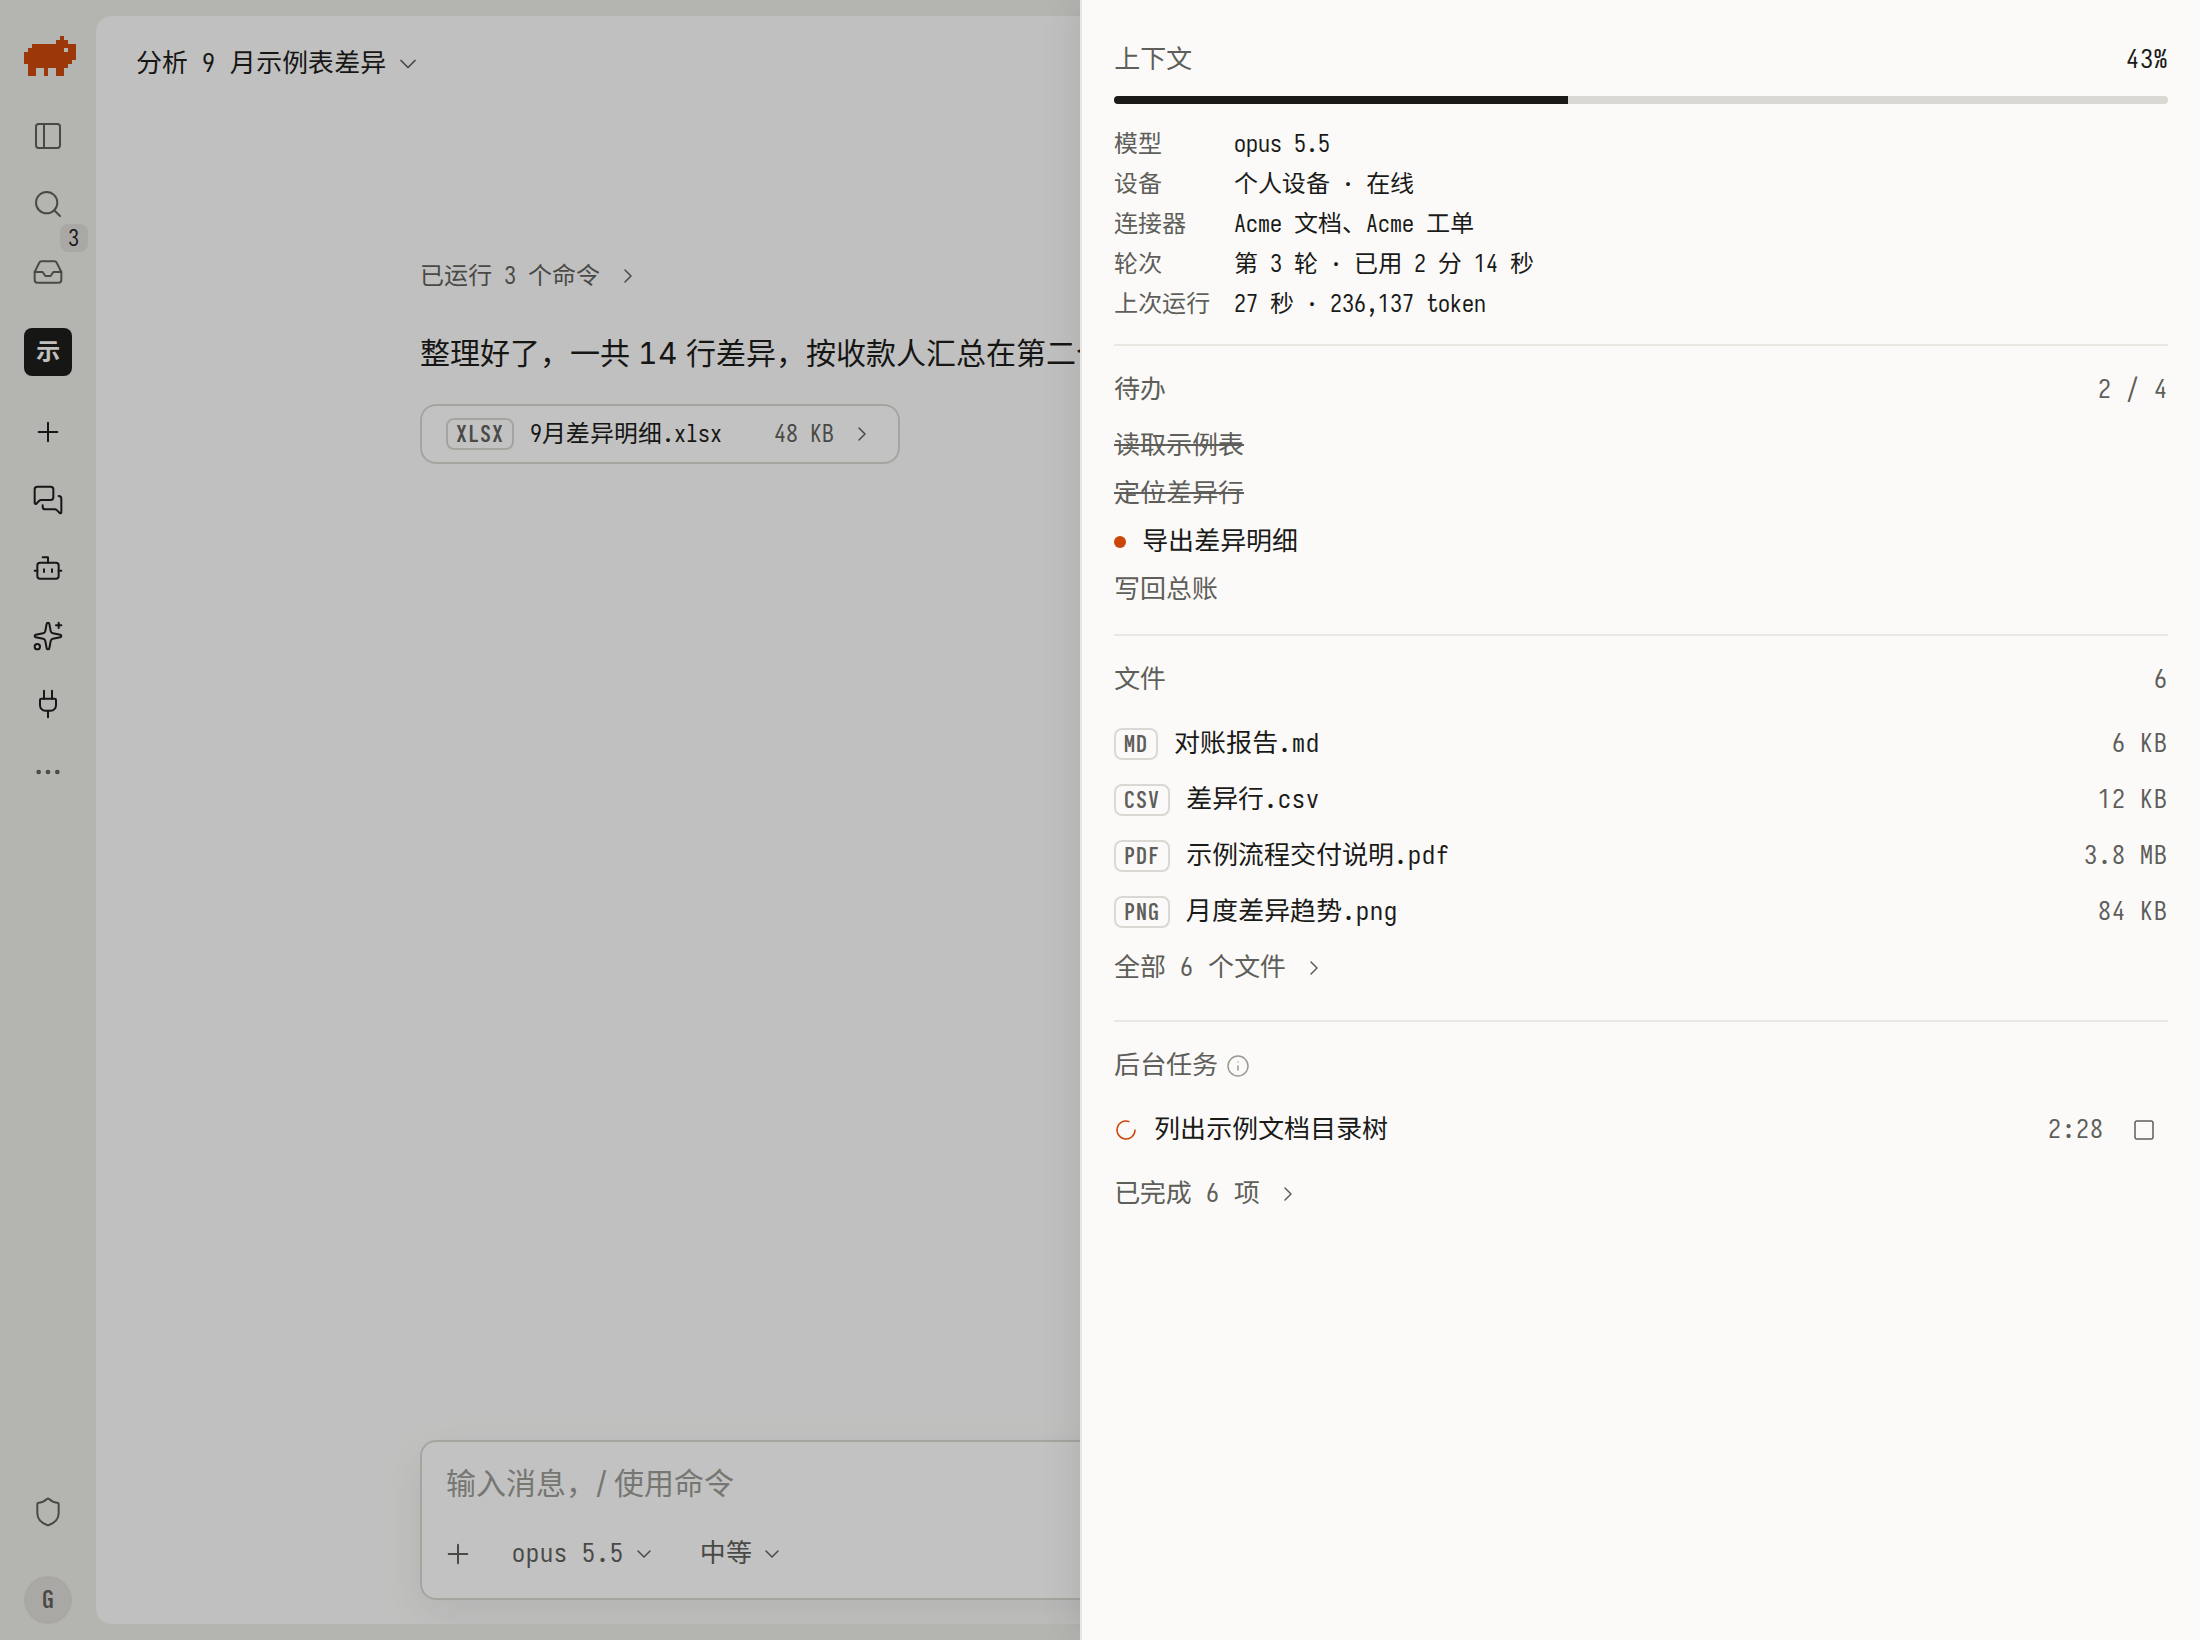 分析 9 月示例表差异
3
示
已运行 3 个命令
整理好了，一共 14 行差异，按收款人汇总在第二
XLSX 9月差异明细.xlsx 48 KB
输入消息，/ 使用命令
opus 5.5 中等
G
上下文 43%
模型 opus 5.5
设备 个人设备 · 在线
连接器 Acme 文档、Acme 工单
轮次 第 3 轮 · 已用 2 分 14 秒
上次运行 27 秒 · 236,137 token
待办 2 / 4
读取示例表
定位差异行
导出差异明细
写回总账
文件 6
MD 对账报告.md 6 KB
CSV 差异行.csv 12 KB
PDF 示例流程交付说明.pdf 3.8 MB
PNG 月度差异趋势.png 84 KB
全部 6 个文件
后台任务
列出示例文档目录树 2:28
已完成 6 项